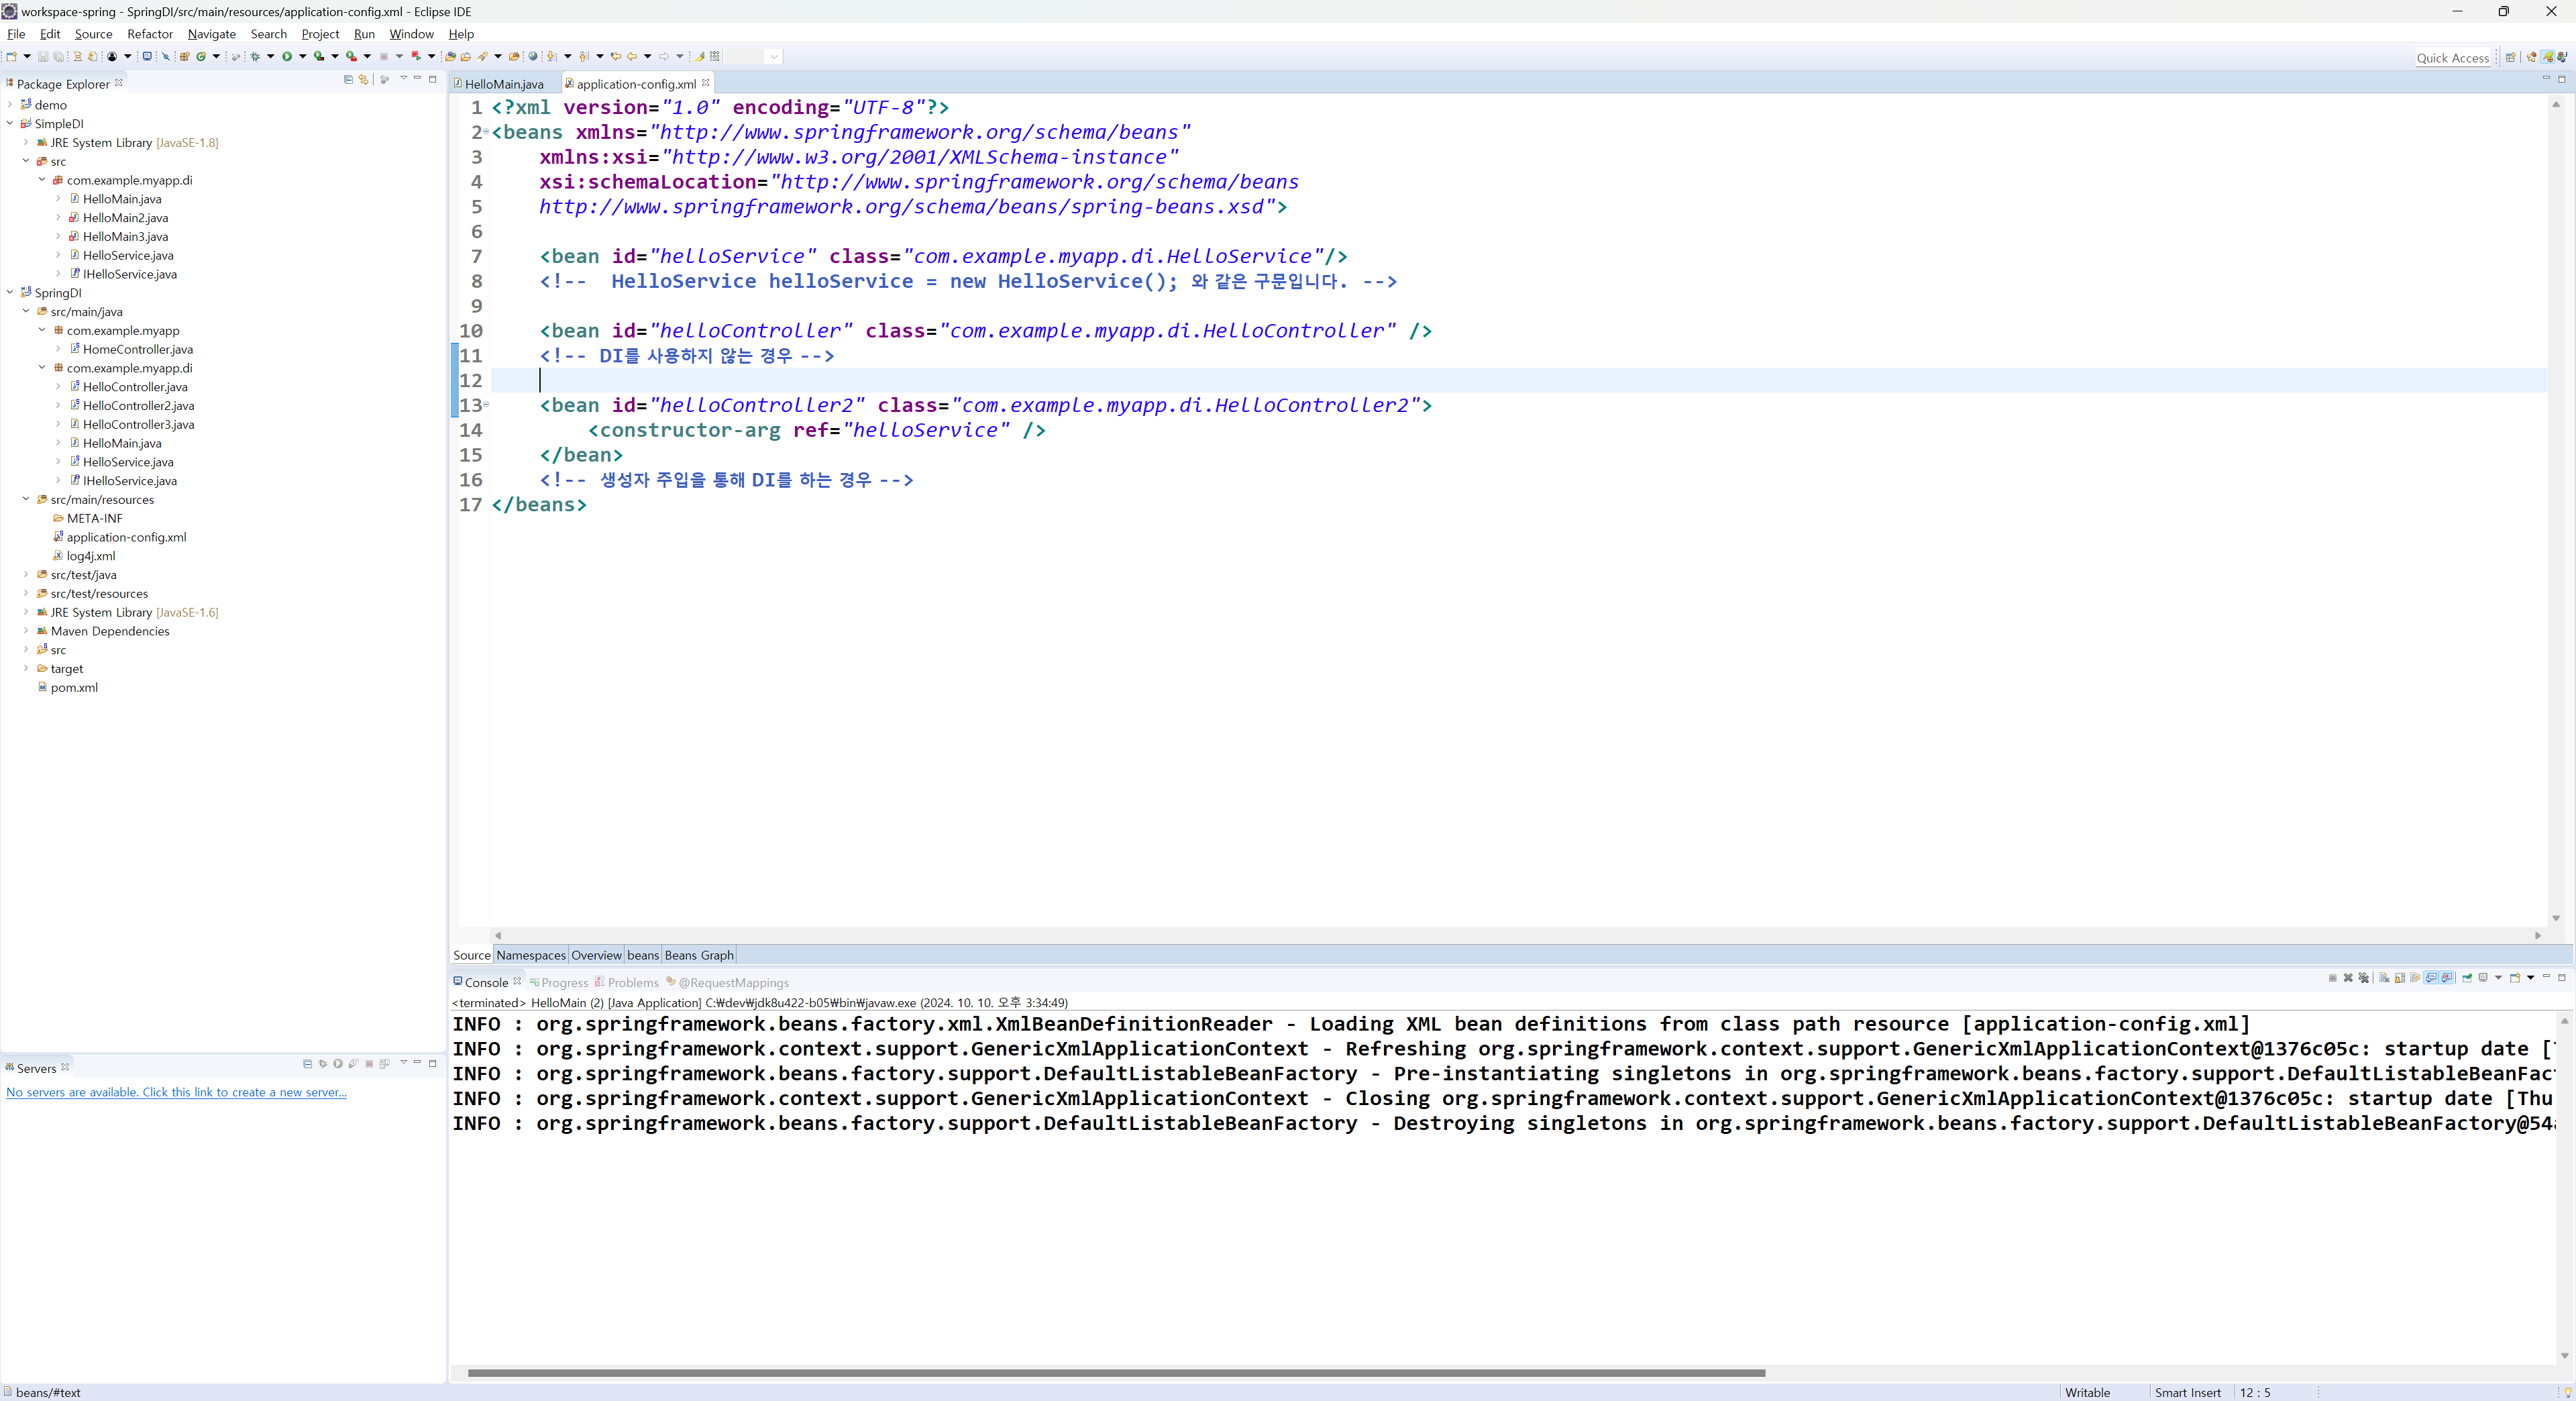 workspace-spring - SpringDI/src/main/resources/application-config.xml - Eclipse IDE
File Edit Source Refactor Navigate Search Project Run Window Help
Quick Access
Package Explorer
demo
SimpleDI
JRE System Library [JavaSE-1.8]
src
com.example.myapp.di
HelloMain.java
HelloMain2.java
HelloMain3.java
HelloService.java
IHelloService.java
SpringDI
src/main/java
com.example.myapp
HomeController.java
com.example.myapp.di
HelloController.java
HelloController2.java
HelloController3.java
HelloMain.java
HelloService.java
IHelloService.java
src/main/resources
META-INF
application-config.xml
log4j.xml
src/test/java
src/test/resources
JRE System Library [JavaSE-1.6]
Maven Dependencies
src
target
pom.xml
Servers
No servers are available. Click this link to create a new server...
HelloMain.java application-config.xml
1 <?xml version="1.0" encoding="UTF-8"?>
2 <beans xmlns="http://www.springframework.org/schema/beans"
3 xmlns:xsi="http://www.w3.org/2001/XMLSchema-instance"
4 xsi:schemaLocation="http://www.springframework.org/schema/beans
5 http://www.springframework.org/schema/beans/spring-beans.xsd">
6
7 <bean id="helloService" class="com.example.myapp.di.HelloService"/>
8 <!-- HelloService helloService = new HelloService(); 와 같은 구문입니다. -->
9
10 <bean id="helloController" class="com.example.myapp.di.HelloController" />
11 <!-- DI를 사용하지 않는 경우 -->
12
13 <bean id="helloController2" class="com.example.myapp.di.HelloController2">
14 <constructor-arg ref="helloService" />
15 </bean>
16 <!-- 생성자 주입을 통해 DI를 하는 경우 -->
17 </beans>
Source Namespaces Overview beans Beans Graph
Console Progress Problems @RequestMappings
<terminated> HelloMain (2) [Java Application] C:₩dev₩jdk8u422-b05₩bin₩javaw.exe (2024. 10. 10. 오후 3:34:49)
INFO : org.springframework.beans.factory.xml.XmlBeanDefinitionReader - Loading XML bean definitions from class path resource [application-config.xml]
INFO : org.springframework.context.support.GenericXmlApplicationContext - Refreshing org.springframework.context.support.GenericXmlApplicationContext@1376c05c: startup date [
INFO : org.springframework.beans.factory.support.DefaultListableBeanFactory - Pre-instantiating singletons in org.springframework.beans.factory.support.DefaultListableBeanFac
INFO : org.springframework.context.support.GenericXmlApplicationContext - Closing org.springframework.context.support.GenericXmlApplicationContext@1376c05c: startup date [Thu
INFO : org.springframework.beans.factory.support.DefaultListableBeanFactory - Destroying singletons in org.springframework.beans.factory.support.DefaultListableBeanFactory@54
beans/#text
Writable Smart Insert 12 : 5